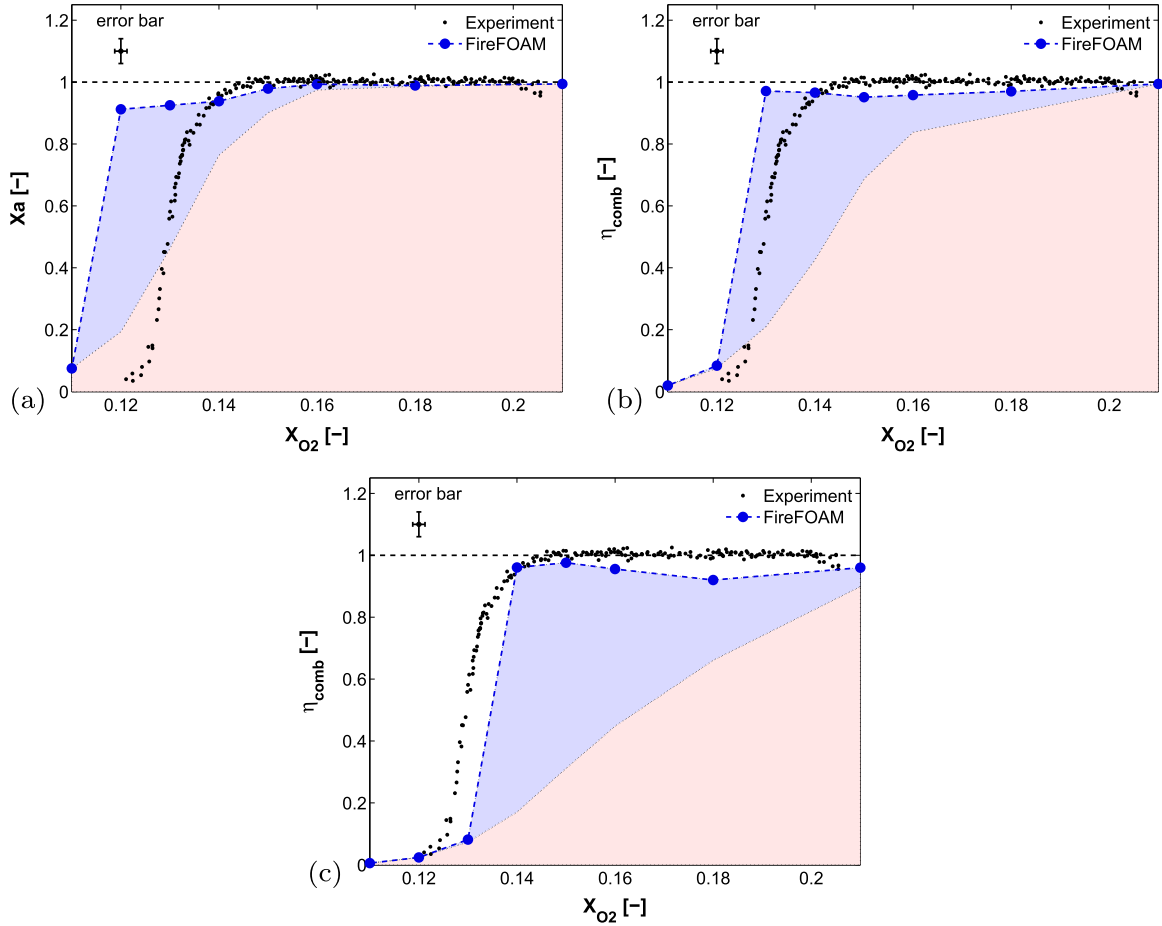 error bar
Experiment
FireFOAM
1.2
1
0.8
0.6
0.4
0.2
0
Xa [−]
0.12 0.14 0.16 0.18 0.2
X_O2 [−]
(a)
error bar
Experiment
FireFOAM
1.2
1
0.8
0.6
0.4
0.2
0
η_comb [−]
0.12 0.14 0.16 0.18 0.2
X_O2 [−]
(b)
error bar
Experiment
FireFOAM
1.2
1
0.8
0.6
0.4
0.2
0
η_comb [−]
0.12 0.14 0.16 0.18 0.2
X_O2 [−]
(c)